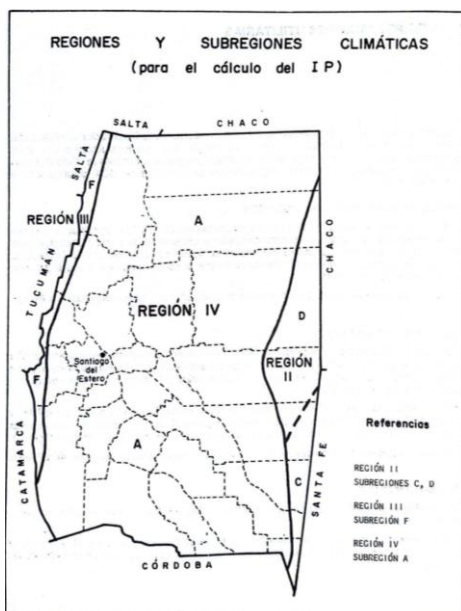 REGIONES Y SUBREGIONES CLIMÁTICAS
(para el cálculo del IP)
SALTA
CHACO
SALTA
F
REGIÓN III
A
CHACO
TUCUMÁN
REGIÓN IV
D
Santiago
del
Estero
REGIÓN
II
F
Referencias
A
CATAMARCA
C
SANTA FE
REGIÓN II
SUBREGIONES C, D
REGIÓN III
SUBREGIÓN F
REGIÓN IV
SUBREGIÓN A
CÓRDOBA